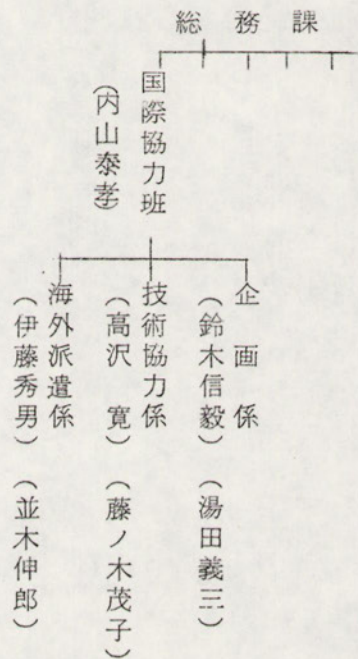 総務課
国際協力班
（内山泰孝）
企画係
（鈴木信毅）（湯田義三）
技術協力係
（高沢　寛）（藤ノ木茂子）
海外派遣係
（伊藤秀男）（並木伸郎）